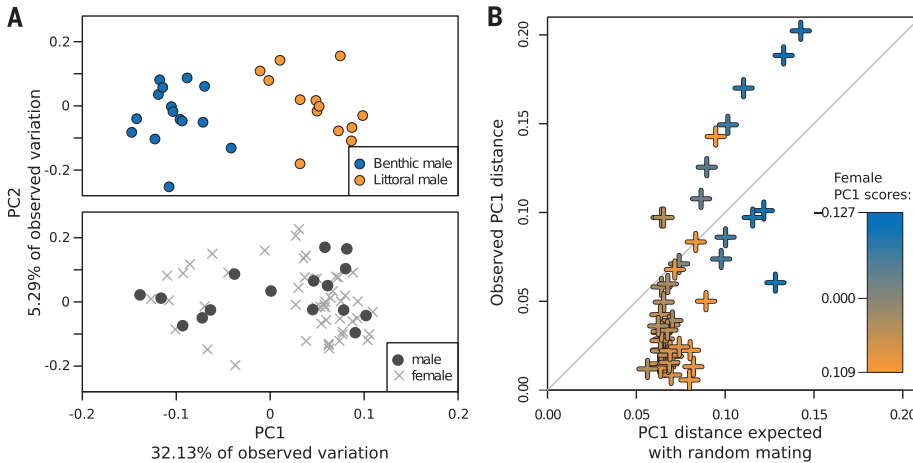 A
0.2
0
-0.2
PC2
5.29% of observed variation
Benthic male
Littoral male
0.2
0
-0.2
male
female
-0.2
-0.1
0
0.1
0.2
PC1
32.13% of observed variation
B
Observed PC1 distance
0.20
0.15
0.10
0.05
0.00
0.00
0.05
0.10
0.15
0.20
PC1 distance expected
with random mating
Female
PC1 scores:
-0.127
0.000
0.109